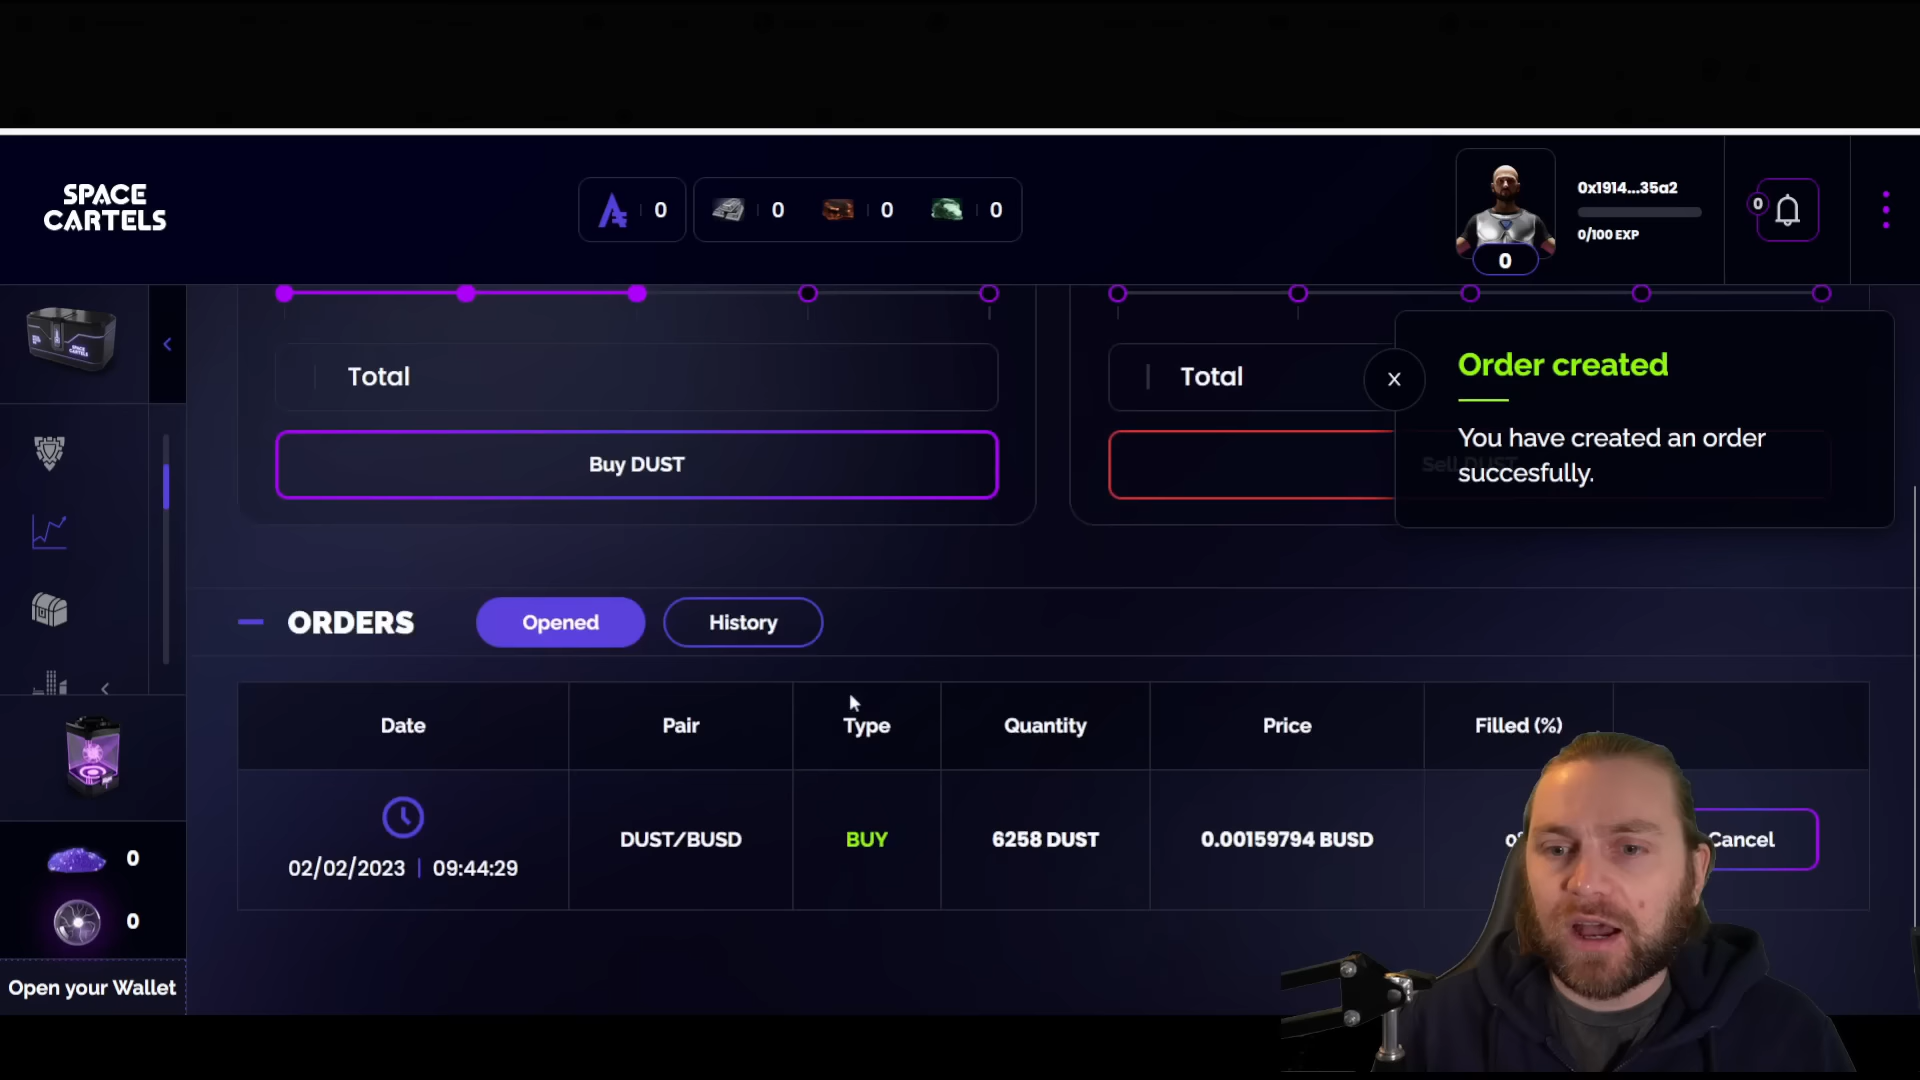 SPACE
CARTELS
0
0
0
0
0x1914...35a2
0/100 EXP
0
0
Total
Total
x
Order created
You have created an order
succesfully.
Buy DUST
Sell DUST
ORDERS
Opened
History
Date
Pair
Type
Quantity
Price
Filled (%)
02/02/2023 | 09:44:29
DUST/BUSD
BUY
6258 DUST
0.00159794 BUSD
Cancel
0
0
Open your Wallet